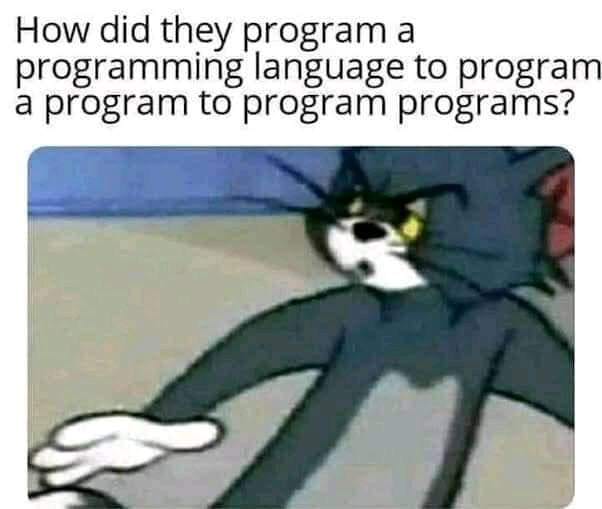 How did they program a
programming language to program
a program to program programs?